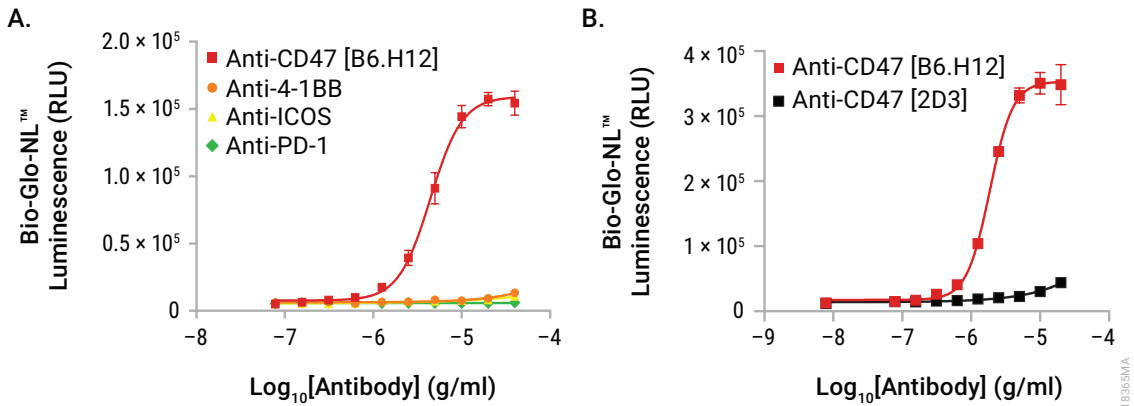 A.
Bio-Glo-NL™
Luminescence (RLU)
2.0 × 10⁵
1.5 × 10⁵
1.0 × 10⁵
0.5 × 10⁵
0
Anti-CD47 [B6.H12]
Anti-4-1BB
Anti-ICOS
Anti-PD-1
−8
−7
−6
−5
−4
Log₁₀[Antibody] (g/ml)
B.
Bio-Glo-NL™
Luminescence (RLU)
4 × 10⁵
3 × 10⁵
2 × 10⁵
1 × 10⁵
0
Anti-CD47 [B6.H12]
Anti-CD47 [2D3]
−9
−8
−7
−6
−5
−4
Log₁₀[Antibody] (g/ml)
18365MA